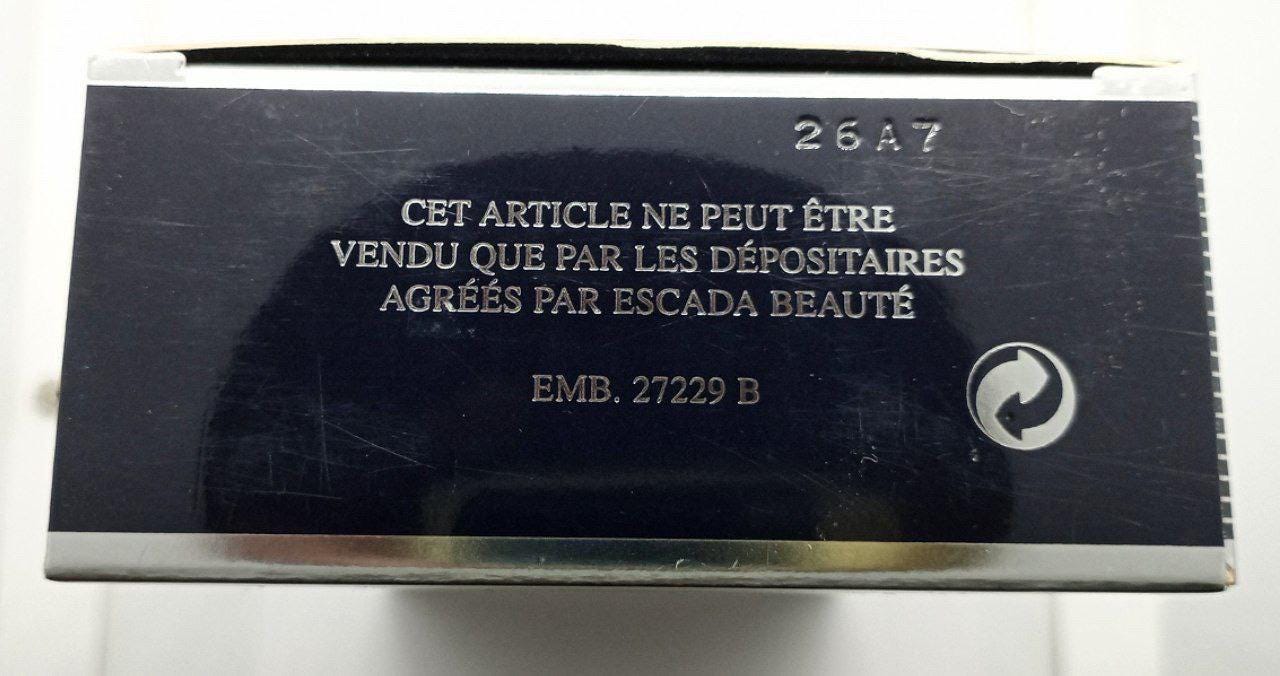 26A7
CET ARTICLE NE PEUT ÊTRE
VENDU QUE PAR LES DÉPOSITAIRES
AGRÉÉS PAR ESCADA BEAUTÉ
EMB. 27229 B